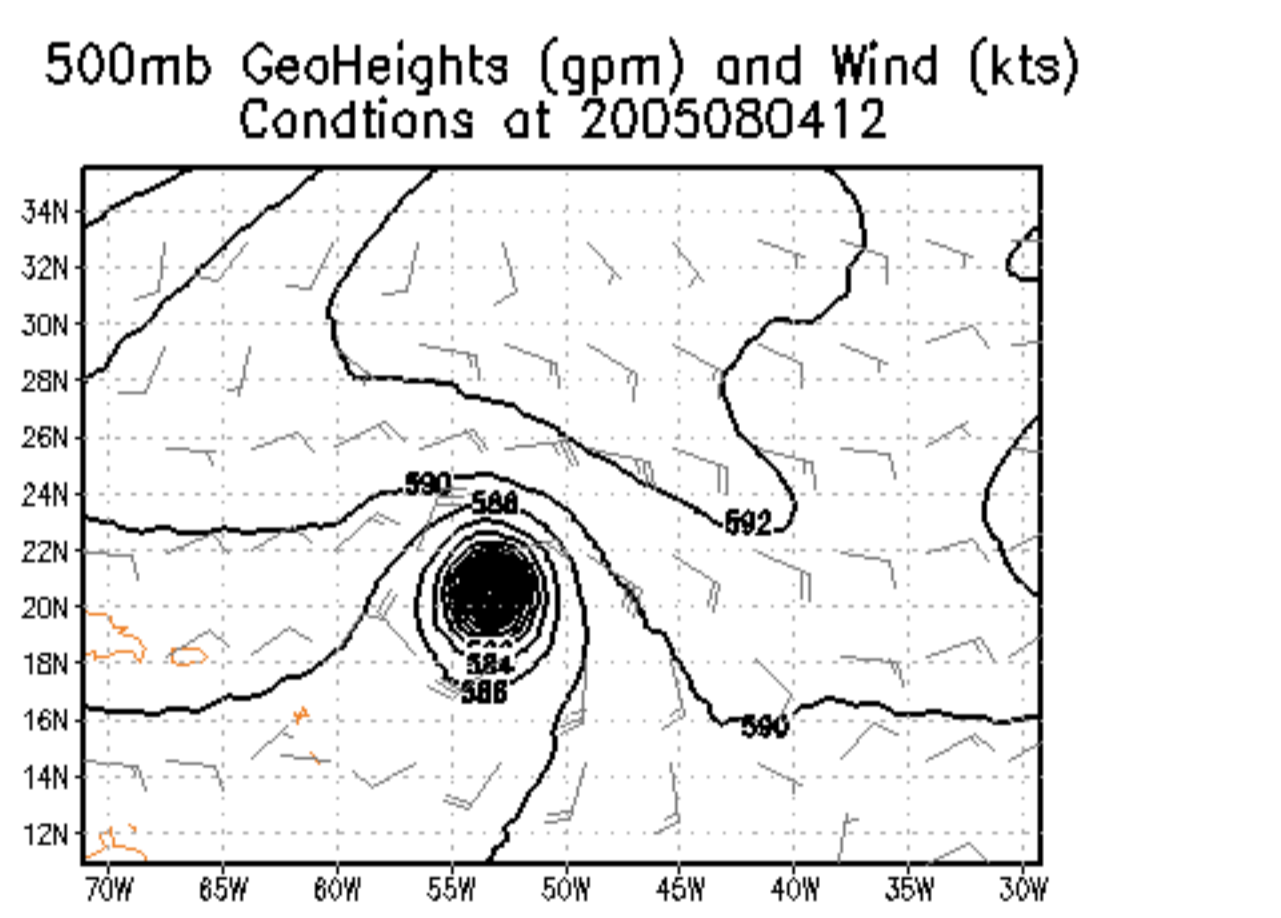 500mb GeoHeights (gpm) and Wind (kts)
Condtions at 2005080412
34N
32N
30N
28N
26N
590
24N
588
592
22N
20N
18N
584
586
16N
590
14N
12N
70W 65W 60W 55W 50W 45W 40W 35W 30W